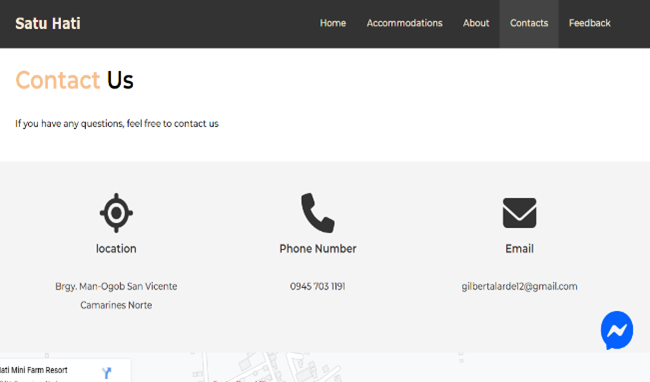 Satu Hati
Home Accommodations About Contacts Feedback
Contact Us
If you have any questions, feel free to contact us
location
Phone Number
Email
Brgy. Man-Ogob San Vicente
Camarines Norte
0945 703 1191
gilbertalarde12@gmail.com
Hati Mini Farm Resort